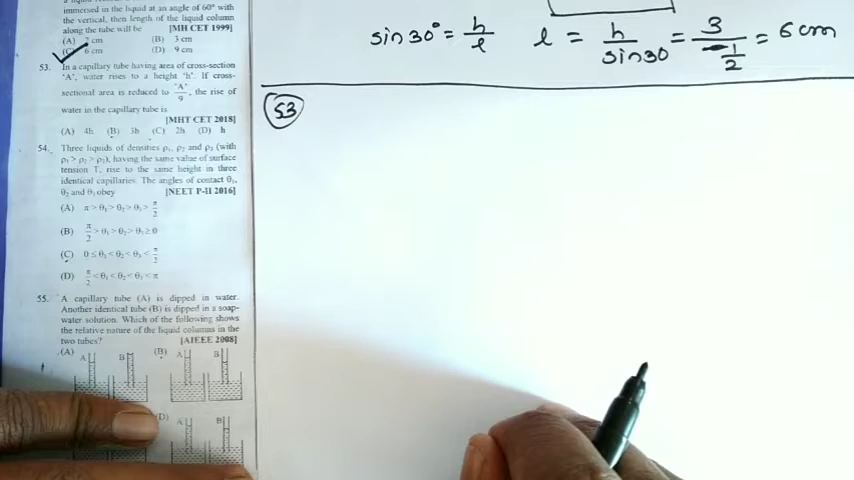 immersed in the liquid at an angle of 60° with
the vertical, then length of the liquid column
along the tube will be [MH CET 1999]
(A) 2 cm (B) 3 cm
(C) 6 cm (D) 9 cm
53. In a capillary tube having area of cross-section
'A', water rises to a height 'h'. If cross-
sectional area is reduced to 'A'/9, the rise of
water in the capillary tube is
[MHT CET 2018]
(A) 4h (B) 3h (C) 2h (D) h
54. Three liquids of densities ρ₁, ρ₂ and ρ₃ (with
ρ₁ > ρ₂ > ρ₃), having the same value of surface
tension T, rise to the same height in three
identical capillaries. The angles of contact θ₁,
θ₂ and θ₃ obey [NEET P-II 2016]
(A) π > θ₁ > θ₂ > θ₃ > π/2
(B) π/2 > θ₁ > θ₂ > θ₃ ≥ 0
(C) 0 ≤ θ₁ < θ₂ < θ₃ < π/2
(D) π/2 < θ₁ < θ₂ < θ₃ < π
55. A capillary tube (A) is dipped in water.
Another identical tube (B) is dipped in a soap-
water solution. Which of the following shows
the relative nature of the liquid columns in the
two tubes? [AIEEE 2008]
(A) A B (B) A B
(D) A B
sin 30° = h/l l = h/sin30 = 3/(1/2) = 6 cm
53